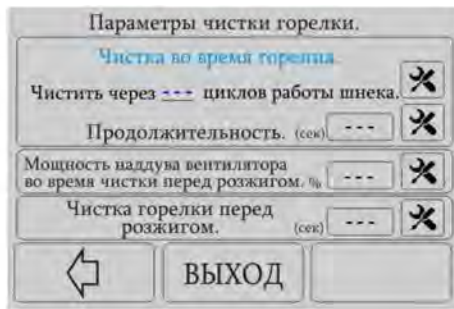 Параметры чистки горелки.
Чистка во время горения.
Чистить через --- циклов работы шнека.
Продолжительность. (сек) ---
Мощность наддува вентилятора
во время чистки перед розжигом. % ---
Чистка горелки перед
розжигом. (сек) ---
ВЫХОД